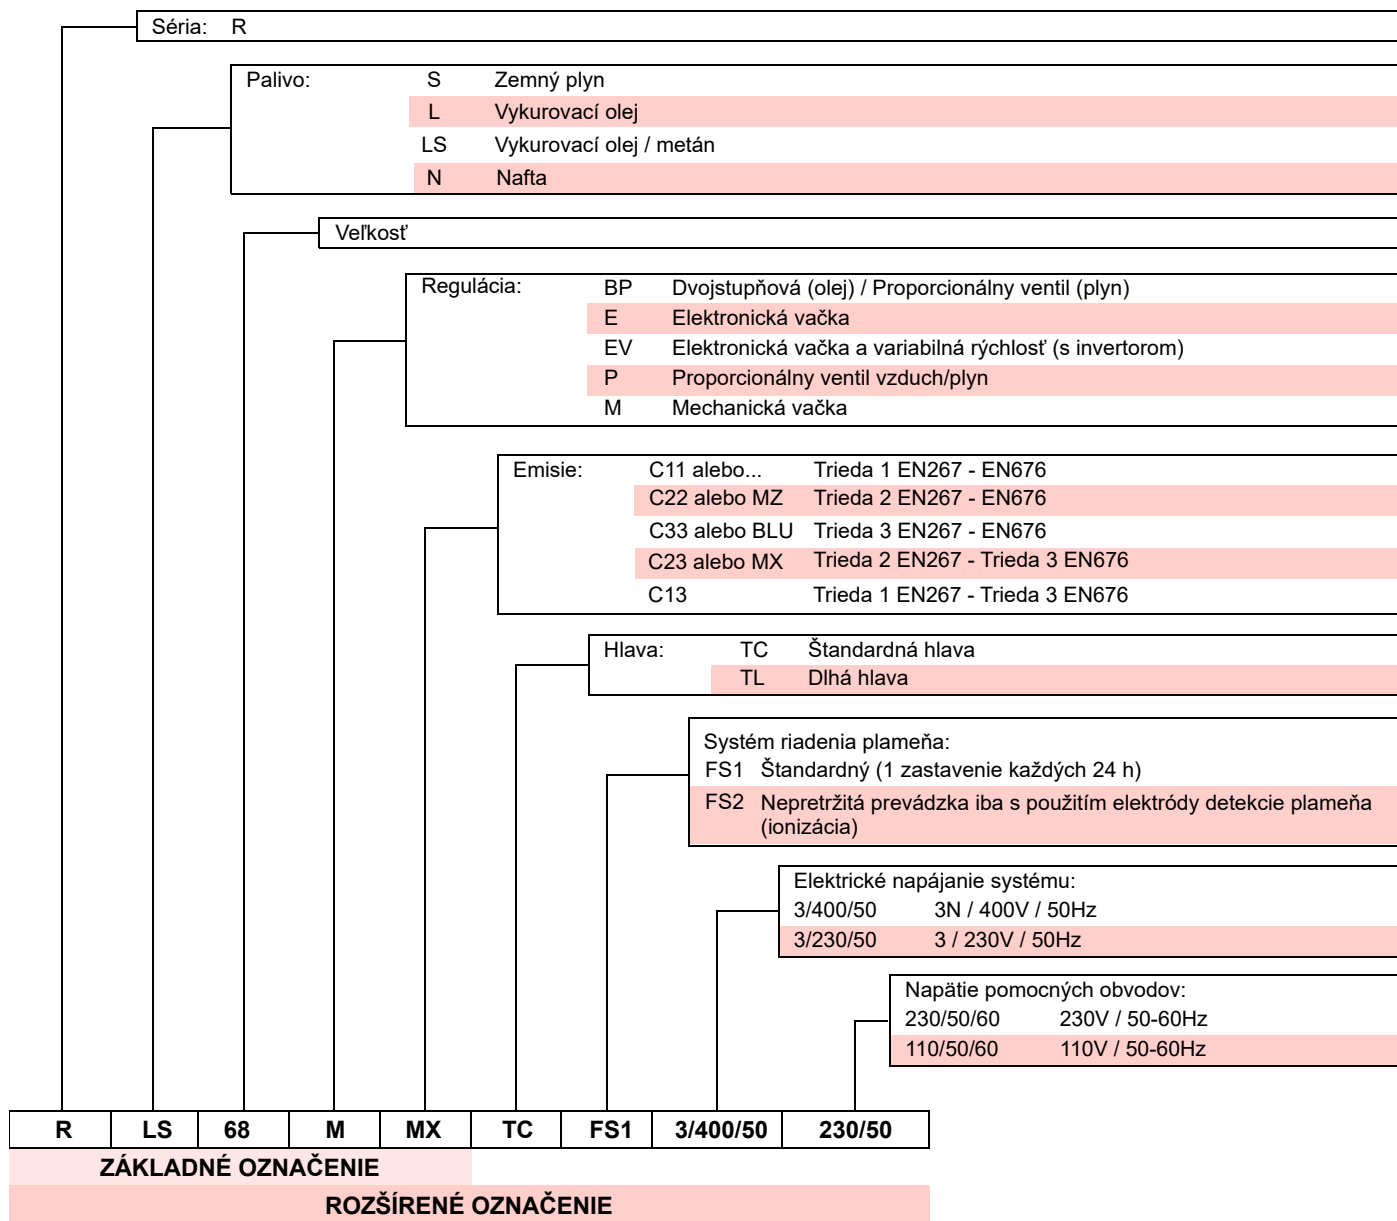 Séria: R
Palivo: S Zemný plyn
L Vykurovací olej
LS Vykurovací olej / metán
N Nafta
Veľkosť
Regulácia: BP Dvojstupňová (olej) / Proporcionálny ventil (plyn)
E Elektronická vačka
EV Elektronická vačka a variabilná rýchlosť (s invertorom)
P Proporcionálny ventil vzduch/plyn
M Mechanická vačka
Emisie: C11 alebo... Trieda 1 EN267 - EN676
C22 alebo MZ Trieda 2 EN267 - EN676
C33 alebo BLU Trieda 3 EN267 - EN676
C23 alebo MX Trieda 2 EN267 - Trieda 3 EN676
C13 Trieda 1 EN267 - Trieda 3 EN676
Hlava: TC Štandardná hlava
TL Dlhá hlava
Systém riadenia plameňa:
FS1 Štandardný (1 zastavenie každých 24 h)
FS2 Nepretržitá prevádzka iba s použitím elektródy detekcie plameňa
(ionizácia)
Elektrické napájanie systému:
3/400/50 3N / 400V / 50Hz
3/230/50 3 / 230V / 50Hz
Napätie pomocných obvodov:
230/50/60 230V / 50-60Hz
110/50/60 110V / 50-60Hz
R LS 68 M MX TC FS1 3/400/50 230/50
ZÁKLADNÉ OZNAČENIE
ROZŠÍRENÉ OZNAČENIE